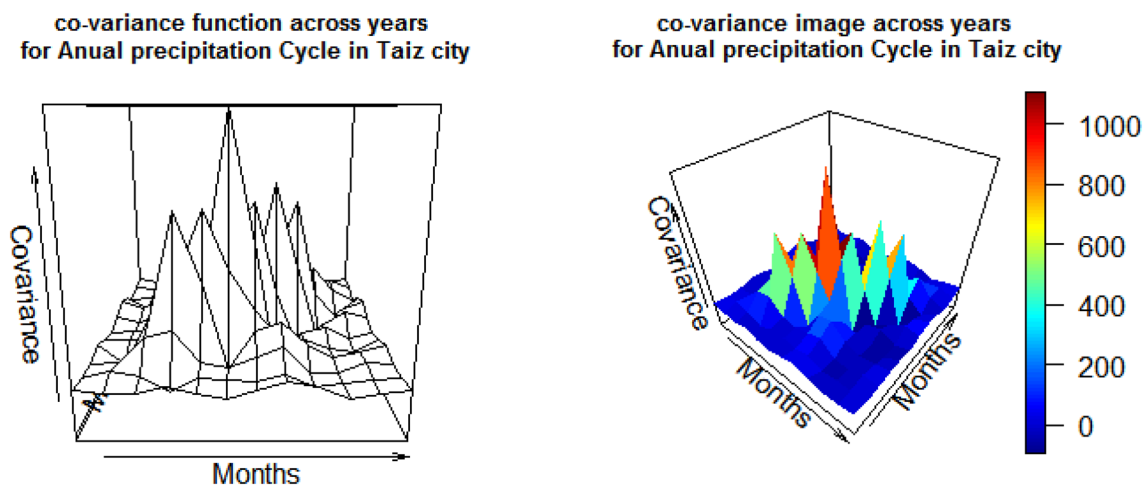 co-variance function across years
for Anual precipitation Cycle in Taiz city
Covariance
M
Months
co-variance image across years
for Anual precipitation Cycle in Taiz city
Covariance
Months
Months
1000
800
600
400
200
0